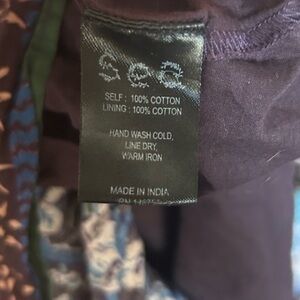 Sea
SELF : 100% COTTON
LINING : 100% COTTON
HAND WASH COLD,
LINE DRY,
WARM IRON
MADE IN INDIA